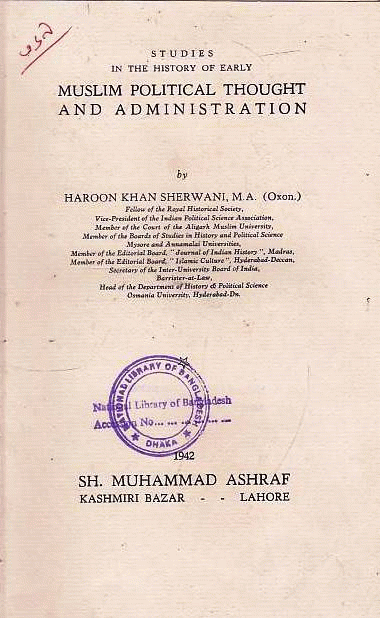 ৩৬৯
STUDIES
IN THE HISTORY OF EARLY
MUSLIM POLITICAL THOUGHT
AND ADMINISTRATION
by
HAROON KHAN SHERWANI, M.A. (Oxon.)
Fellow of the Royal Historical Society,
Vice-President of the Indian Political Science Association,
Member of the Court of the Aligarh Muslim University,
Member of the Boards of Studies in History and Political Science
Mysore and Annamalai Universities,
Member of the Editorial Board, "Journal of Indian History", Madras,
Member of the Editorial Board, "Islamic Culture", Hyderabad-Deccan,
Secretary of the Inter-University Board of India,
Barrister-at-Law,
Head of the Department of History & Political Science
Osmania University, Hyderabad-Dn.
NATIONAL LIBRARY OF BANGLADESH
DHAKA
National Library of Bangladesh
Accession No... ... ... ... ... ...
1942
SH. MUHAMMAD ASHRAF
KASHMIRI BAZAR - - LAHORE